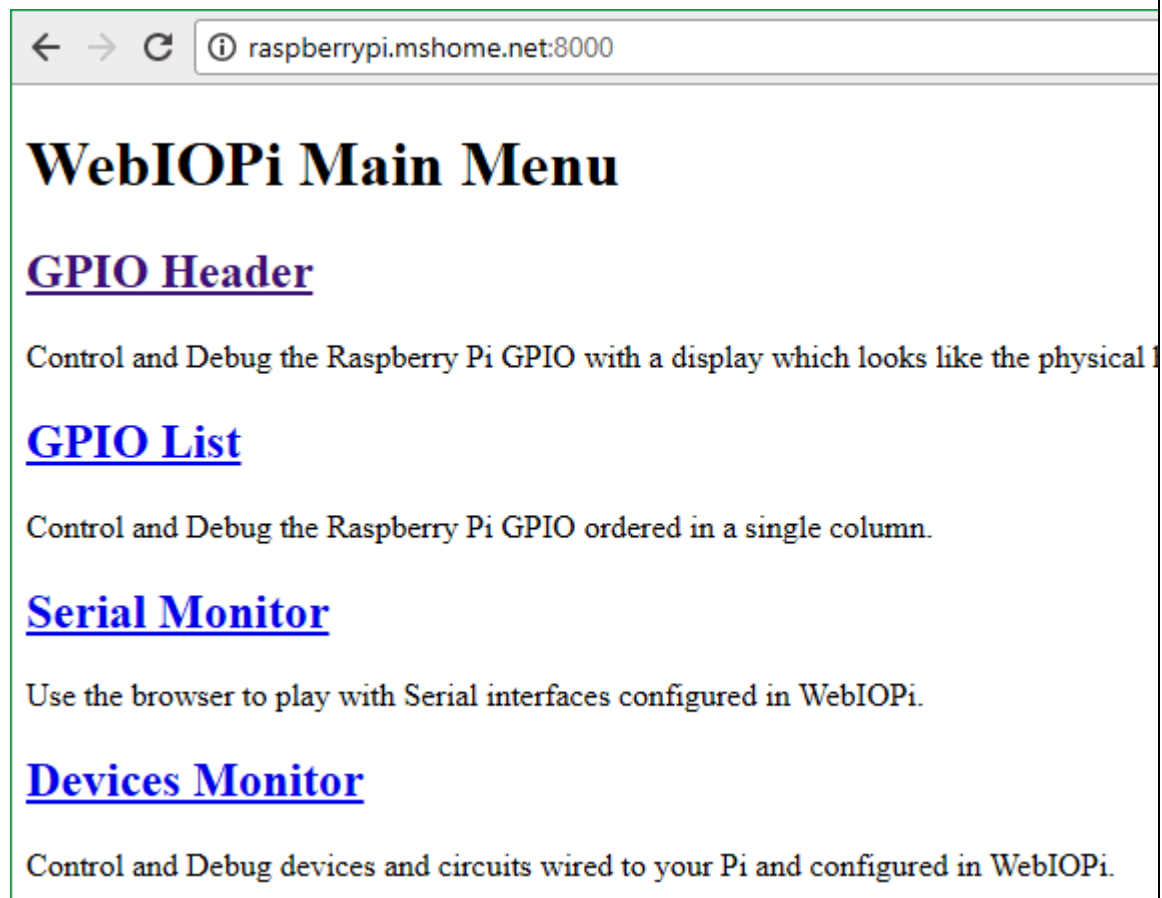 raspberrypi.mshome.net:8000
WebIOPi Main Menu
GPIO Header
Control and Debug the Raspberry Pi GPIO with a display which looks like the physical
GPIO List
Control and Debug the Raspberry Pi GPIO ordered in a single column.
Serial Monitor
Use the browser to play with Serial interfaces configured in WebIOPi.
Devices Monitor
Control and Debug devices and circuits wired to your Pi and configured in WebIOPi.